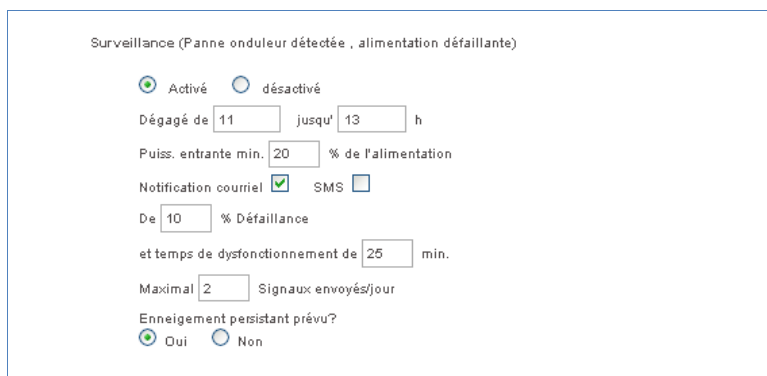 Surveillance (Panne onduleur détectée , alimentation défaillante)
Activé désactivé
Dégagé de 11 jusqu' 13 h
Puiss. entrante min. 20 % de l'alimentation
Notification courriel SMS
De 10 % Défaillance
et temps de dysfonctionnement de 25 min.
Maximal 2 Signaux envoyés/jour
Enneigement persistant prévu?
Oui Non